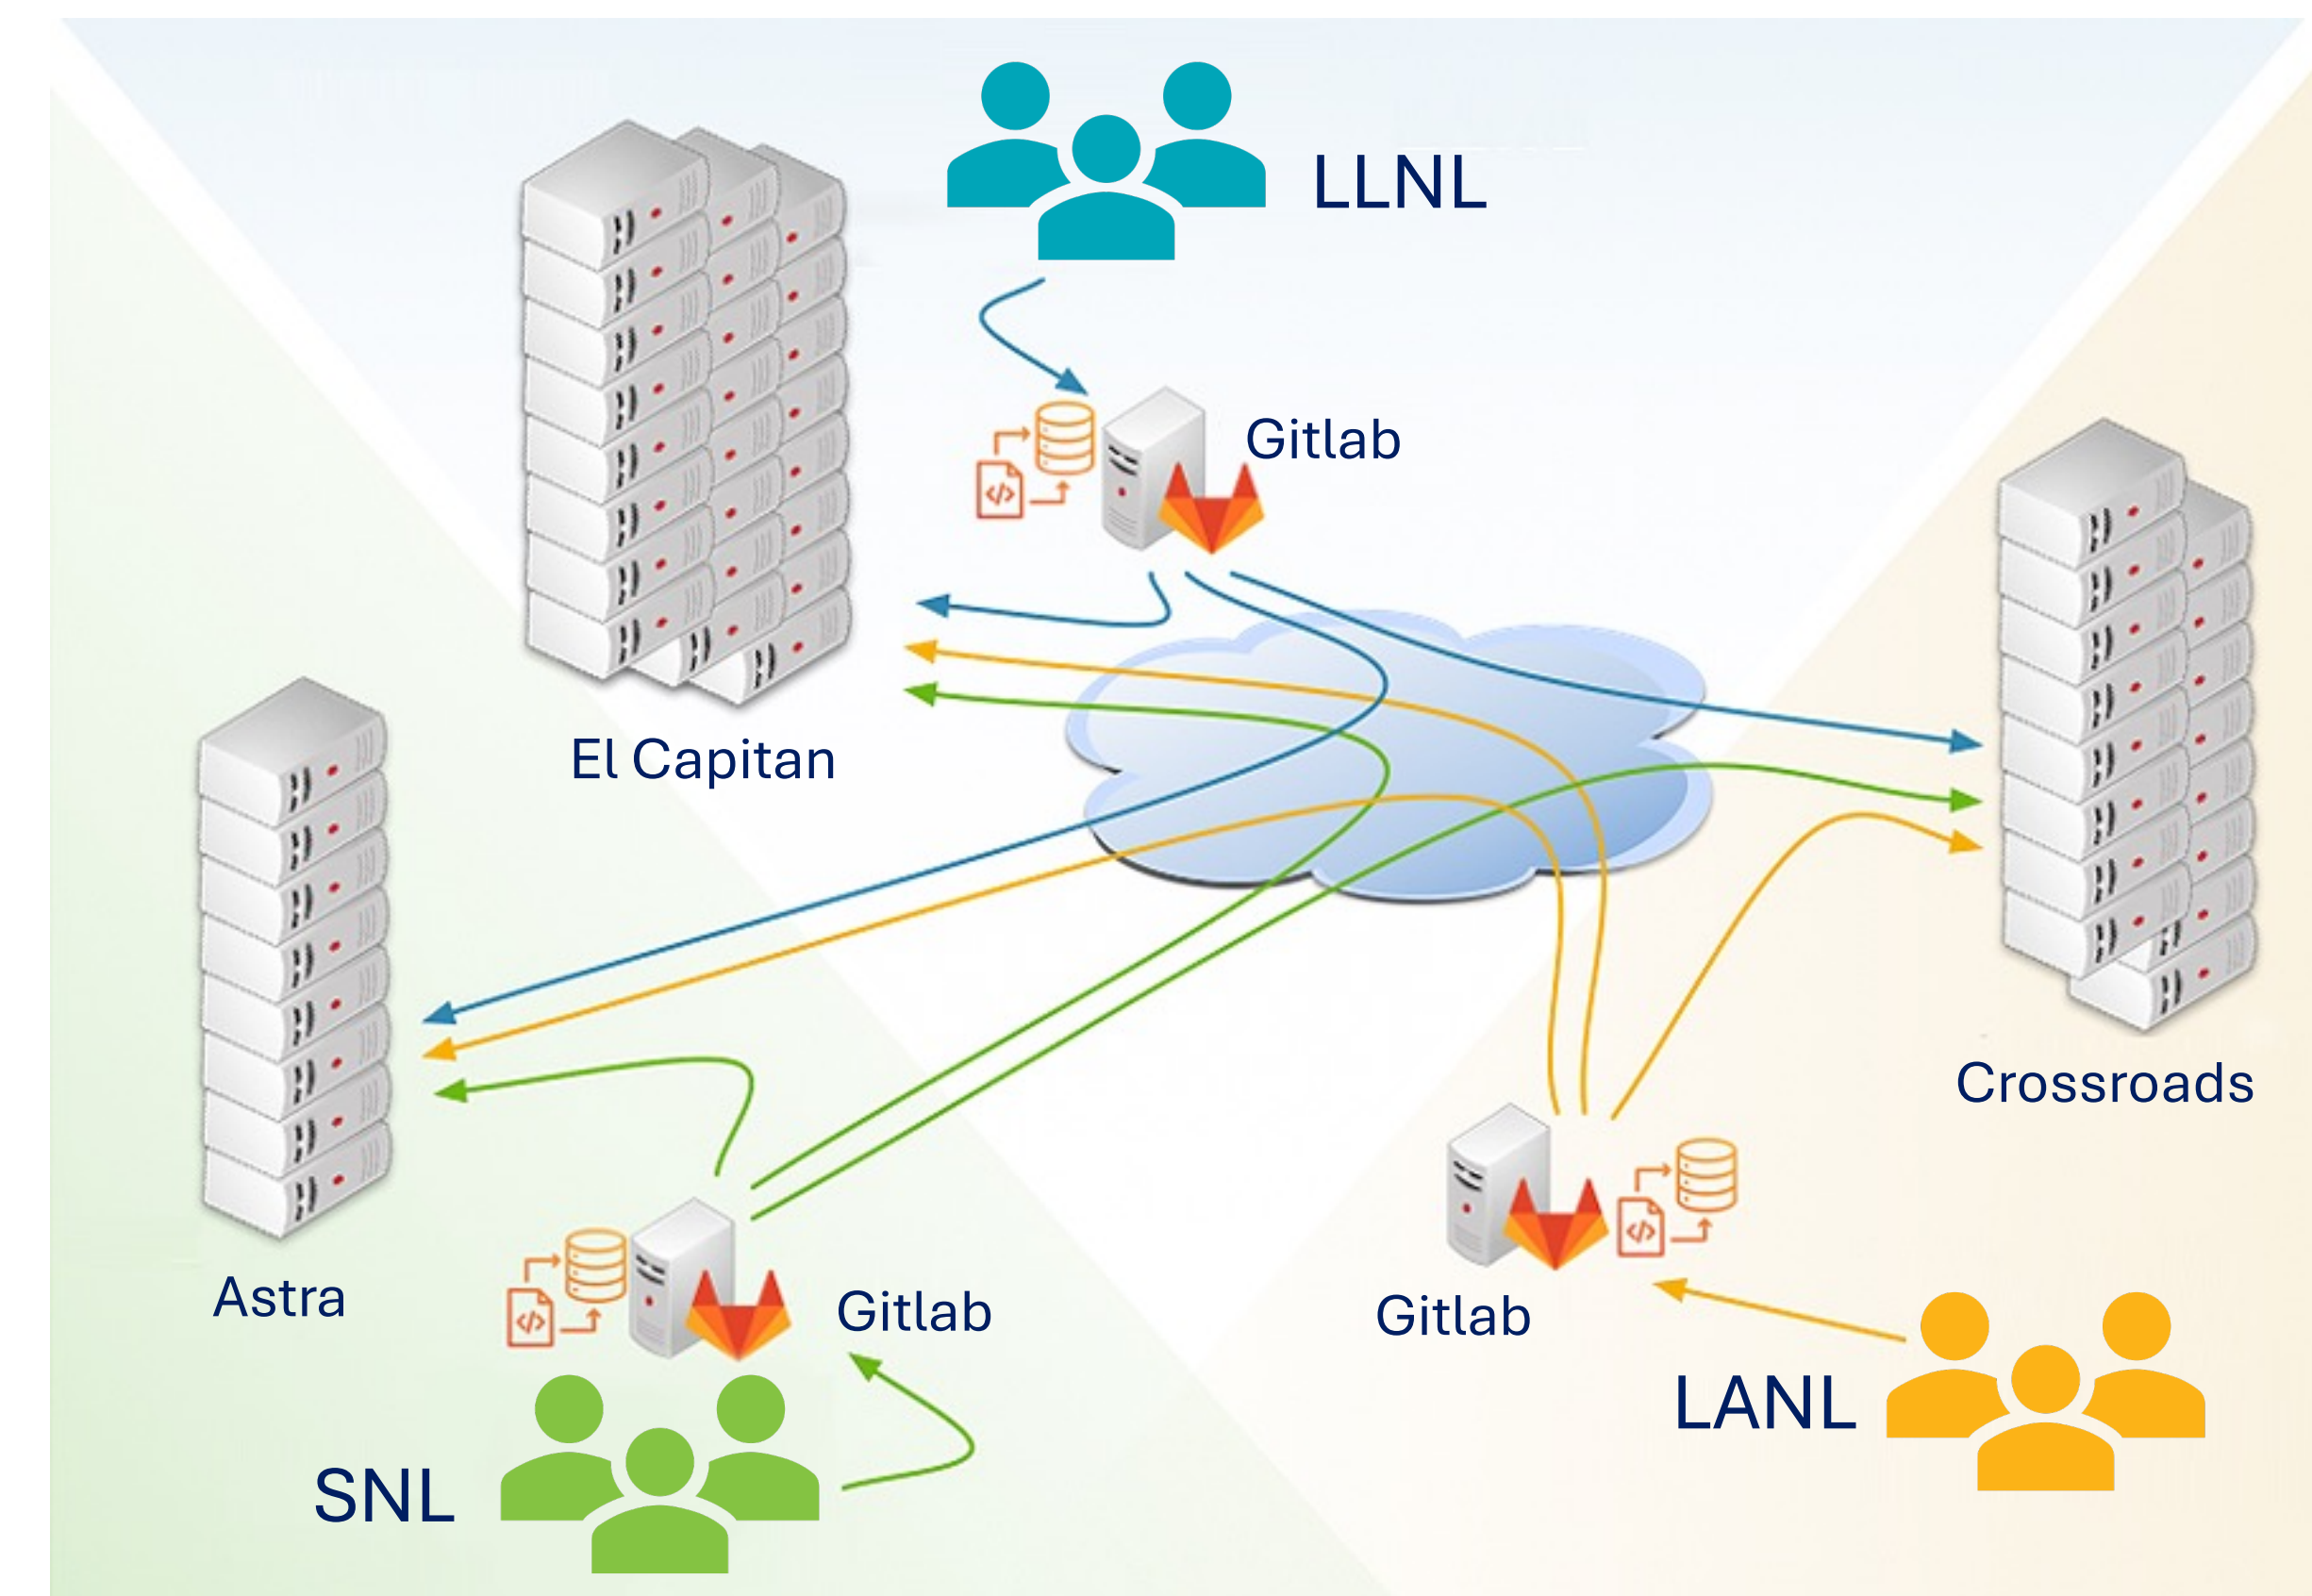 LLNL
Gitlab
El Capitan
Crossroads
Astra
Gitlab
Gitlab
LANL
SNL